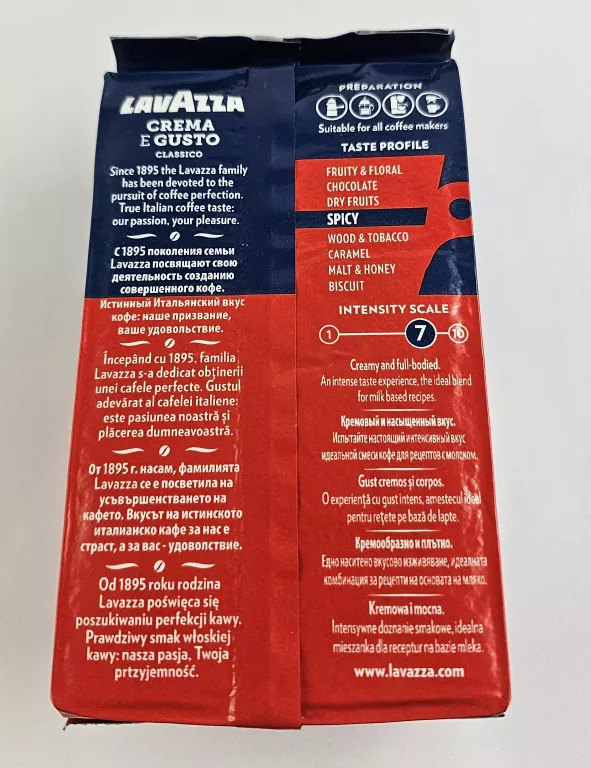 LAVAZZA
CREMA
E GUSTO
CLASSICO
Since 1895 the Lavazza family
has been devoted to the
pursuit of coffee perfection.
True Italian coffee taste:
our passion, your pleasure.
С 1895 поколения семьи
Lavazza посвящают свою
деятельность созданию
совершенного кофе.
Истинный Итальянский вкус
кофе: наше призвание,
ваше удовольствие.
Începând cu 1895, familia
Lavazza s-a dedicat obținerii
unei cafele perfecte. Gustul
adevărat al cafelei italiene:
este pasiunea noastră și
plăcerea dumneavoastră.
От 1895 г. насам, фамилията
Lavazza се е посветила на
усъвършенстването на
кафето. Вкусът на истинското
италианско кафе за нас е
страст, а за вас - удоволствие.
Od 1895 roku rodzina
Lavazza poświęca się
poszukiwaniu perfekcji kawy.
Prawdziwy smak włoskiej
kawy: nasza pasja, Twoja
przyjemność.
PREPARATION
Suitable for all coffee makers
TASTE PROFILE
FRUITY & FLORAL
CHOCOLATE
DRY FRUITS
SPICY
WOOD & TOBACCO
CARAMEL
MALT & HONEY
BISCUIT
INTENSITY SCALE
1 7 10
Creamy and full-bodied.
An intense taste experience, the ideal blend
for milk based recipes.
Кремовый и насыщенный вкус.
Испытайте настоящий интенсивный вкус
идеальной смеси кофе для рецептов с молоком.
Gust cremos și corpos.
O experiență cu gust intens, amestecul ideal
pentru rețete pe bază de lapte.
Кремообразно и плътно.
Едно наситено вкусово изживяване, идеалната
комбинация за рецепти на основата на мляко.
Kremowa i mocna.
Intensywne doznanie smakowe, idealna
mieszanka dla receptur na bazie mleka.
www.lavazza.com